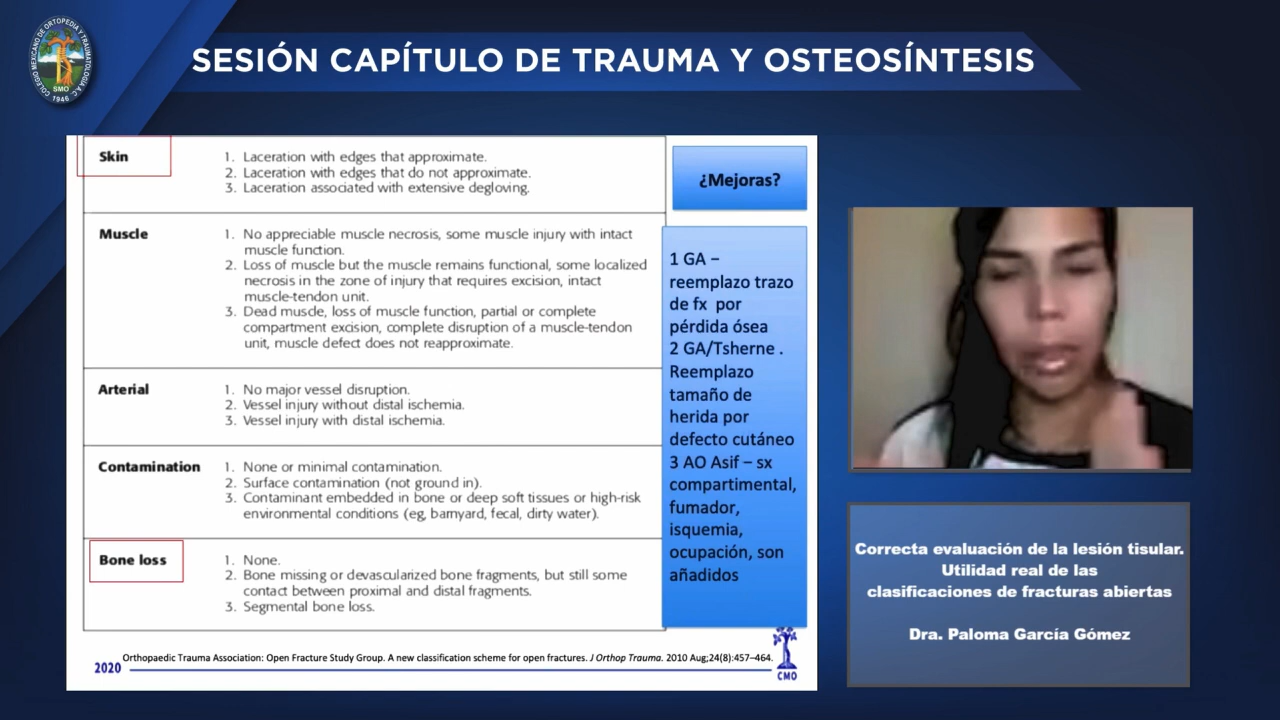 COLEGIO MEXICANO DE ORTOPEDIA Y TRAUMATOLOGÍA A.C.
SMO
1946
SESIÓN CAPÍTULO DE TRAUMA Y OSTEOSÍNTESIS
Skin
1. Laceration with edges that approximate.
2. Laceration with edges that do not approximate.
3. Laceration associated with extensive degloving.
Muscle
1. No appreciable muscle necrosis, some muscle injury with intact
muscle function.
2. Loss of muscle but the muscle remains functional, some localized
necrosis in the zone of injury that requires excision, intact
muscle-tendon unit.
3. Dead muscle, loss of muscle function, partial or complete
compartment excision, complete disruption of a muscle-tendon
unit, muscle defect does not reapproximate.
Arterial
1. No major vessel disruption.
2. Vessel injury without distal ischemia.
3. Vessel injury with distal ischemia.
Contamination
1. None or minimal contamination.
2. Surface contamination (not ground in).
3. Contaminant embedded in bone or deep soft tissues or high-risk
environmental conditions (eg, barnyard, fecal, dirty water).
Bone loss
1. None.
2. Bone missing or devascularized bone fragments, but still some
contact between proximal and distal fragments.
3. Segmental bone loss.
¿Mejoras?
1 GA –
reemplazo trazo
de fx por
pérdida ósea
2 GA/Tsherne .
Reemplazo
tamaño de
herida por
defecto cutáneo
3 AO Asif – sx
compartimental,
fumador,
isquemia,
ocupación, son
añadidos
2020
Orthopaedic Trauma Association: Open Fracture Study Group. A new classification scheme for open fractures. J Orthop Trauma. 2010 Aug;24(8):457–464.
CMO
Correcta evaluación de la lesión tisular.
Utilidad real de las
clasificaciones de fracturas abiertas
Dra. Paloma García Gómez